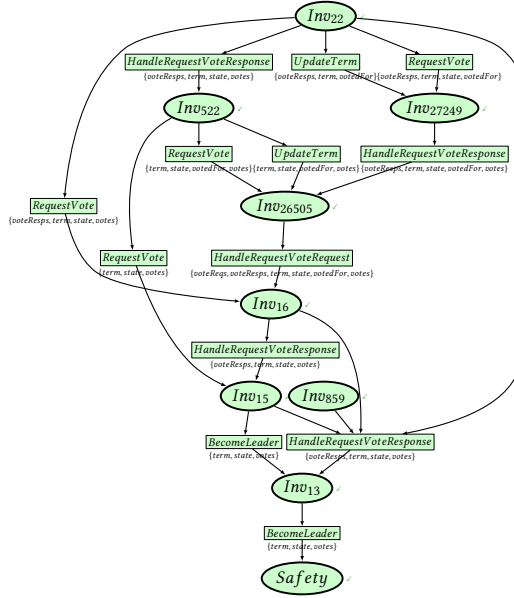 Inv22 ✓
HandleRequestVoteResponse UpdateTerm RequestVote
{voteResps, term, state, votes} {voteResps, term, votedFor} {voteResps, term, state, votedFor}
Inv522 ✓ Inv27249 ✓
RequestVote UpdateTerm HandleRequestVoteResponse
{term, state, votedFor, votes} {term, state, votedFor, votes} {voteResps, term, state, votedFor, votes}
RequestVote Inv26505 ✓
{voteResps, term, state, votes}
RequestVote HandleRequestVoteRequest
{term, state, votes} {voteReqs, voteResps, term, state, votedFor, votes}
Inv16 ✓
HandleRequestVoteResponse
{voteResps, term, state, votes}
Inv15 ✓ Inv859 ✓
BecomeLeader HandleRequestVoteResponse
{term, state, votes} {voteResps, term, state, votes}
Inv13 ✓
BecomeLeader
{term, state, votes}
Safety ✓